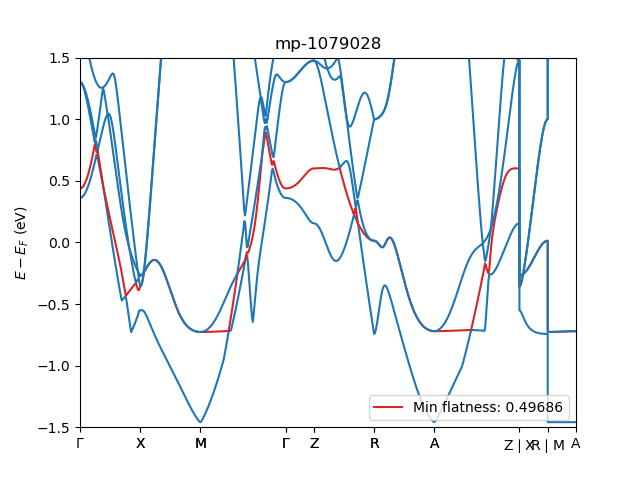 mp-1079028
1.5
1.0
0.5
0.0
−0.5
−1.0
−1.5
E − E_F (eV)
Min flatness: 0.49686
Γ X M Γ Z R A Z | X R | M A